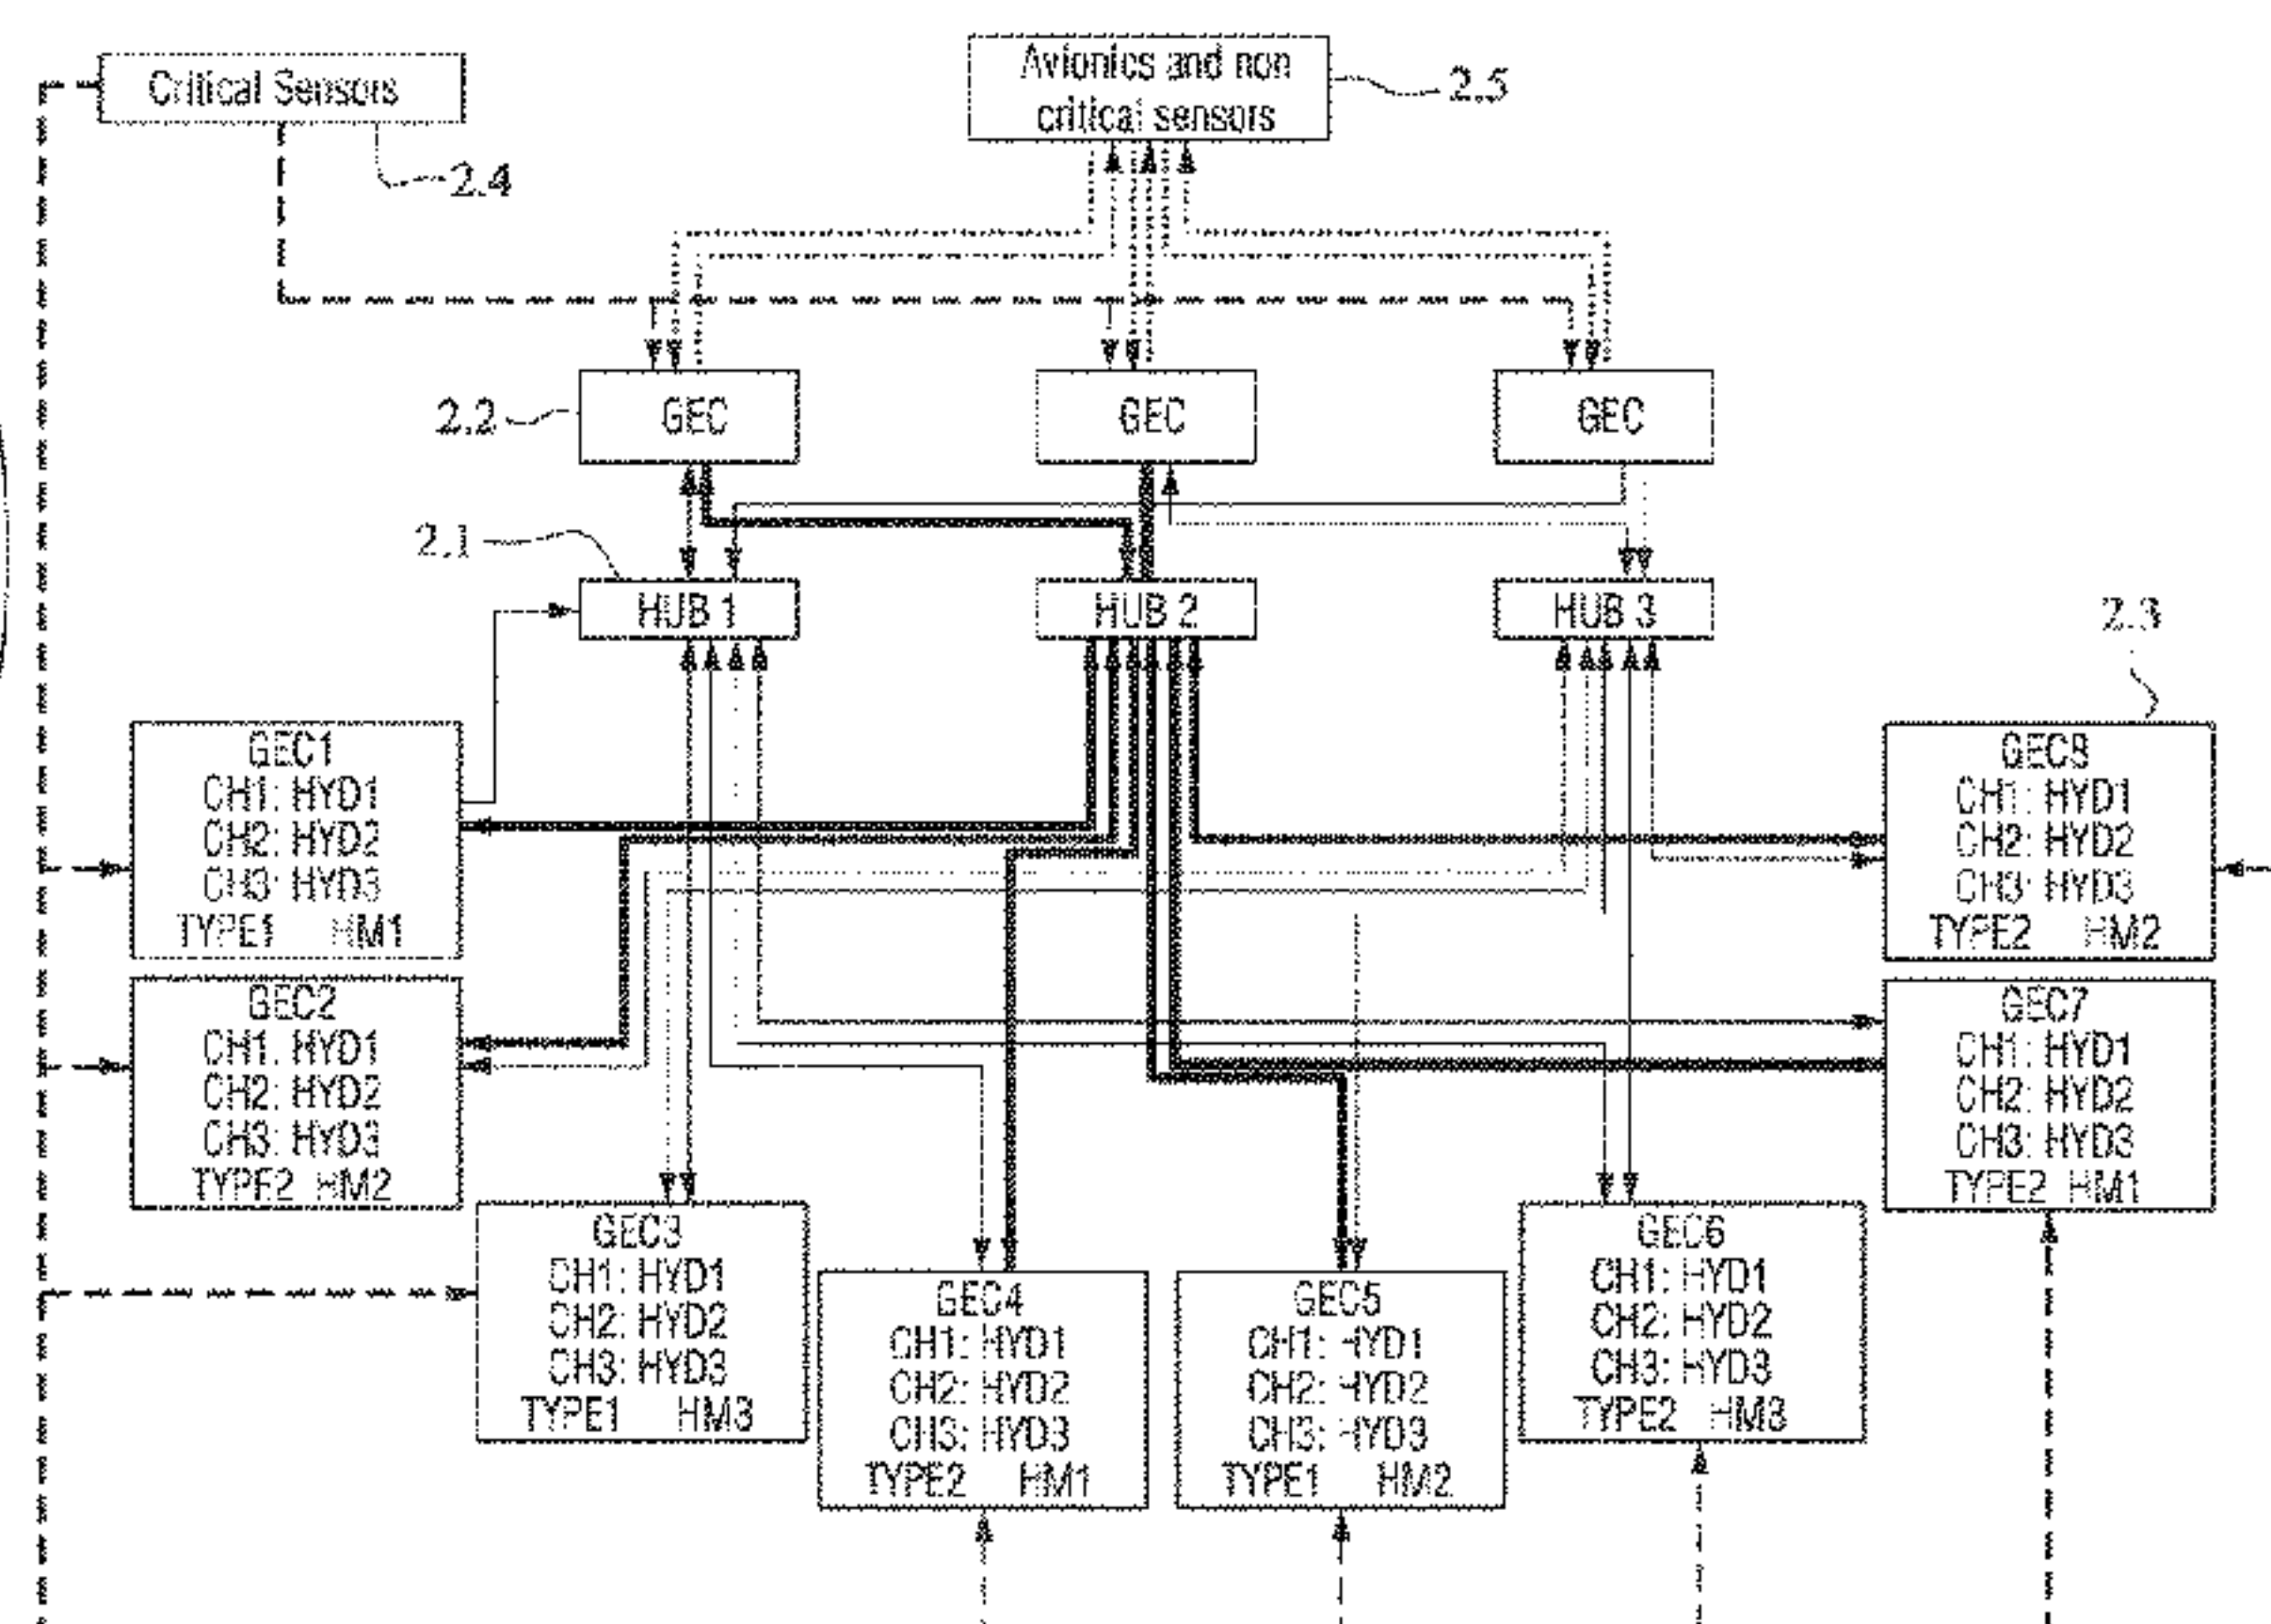 Critical Sensors
2.4
Avionics and non
critical sensors
2.5
2.2
GEC
GEC
GEC
2.1
HUB 1
HUB 2
HUB 3
2.3
GEC1
CH1: HYD1
CH2: HYD2
CH3: HYD3
TYPE1 HM1
GEC2
CH1: HYD1
CH2: HYD2
CH3: HYD3
TYPE2 HM2
GEC3
CH1: HYD1
CH2: HYD2
CH3: HYD3
TYPE1 HM3
GEC4
CH1: HYD1
CH2: HYD2
CH3: HYD3
TYPE2 HM1
GEC5
CH1: HYD1
CH2: HYD2
CH3: HYD3
TYPE1 HM2
GEC6
CH1: HYD1
CH2: HYD2
CH3: HYD3
TYPE2 HM3
GEC7
CH1: HYD1
CH2: HYD2
CH3: HYD3
TYPE2 HM1
GEC8
CH1: HYD1
CH2: HYD2
CH3: HYD3
TYPE2 HM2